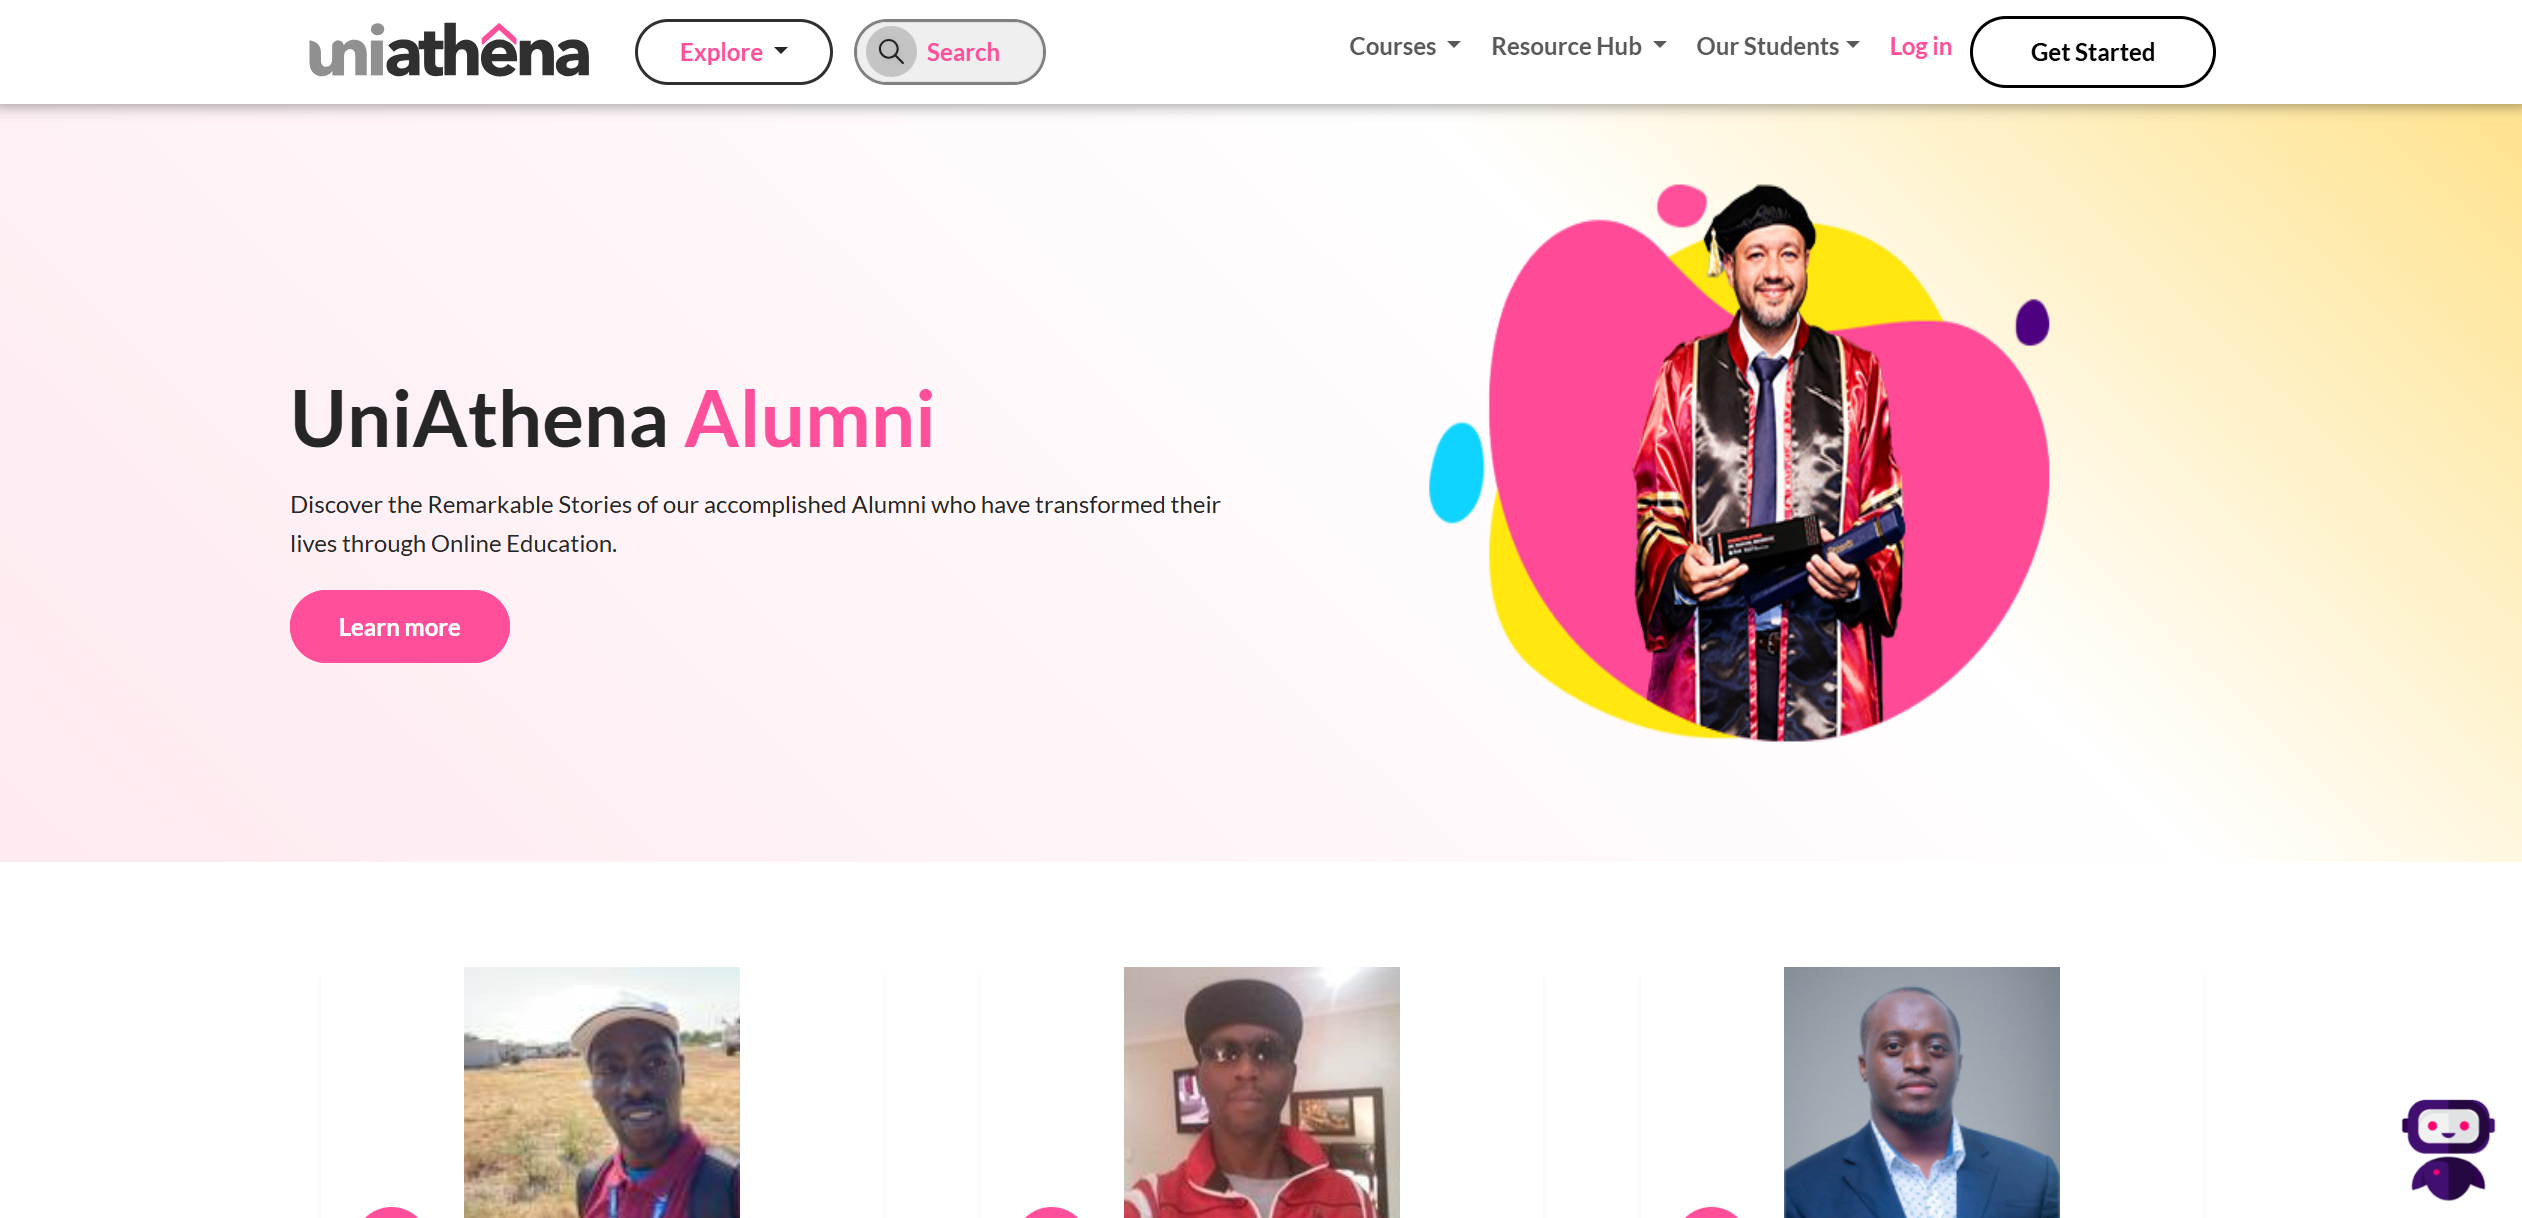 uniathena
Explore
Search
Courses
Resource Hub
Our Students
Log in
Get Started
UniAthena Alumni
Discover the Remarkable Stories of our accomplished Alumni who have transformed their
lives through Online Education.
Learn more